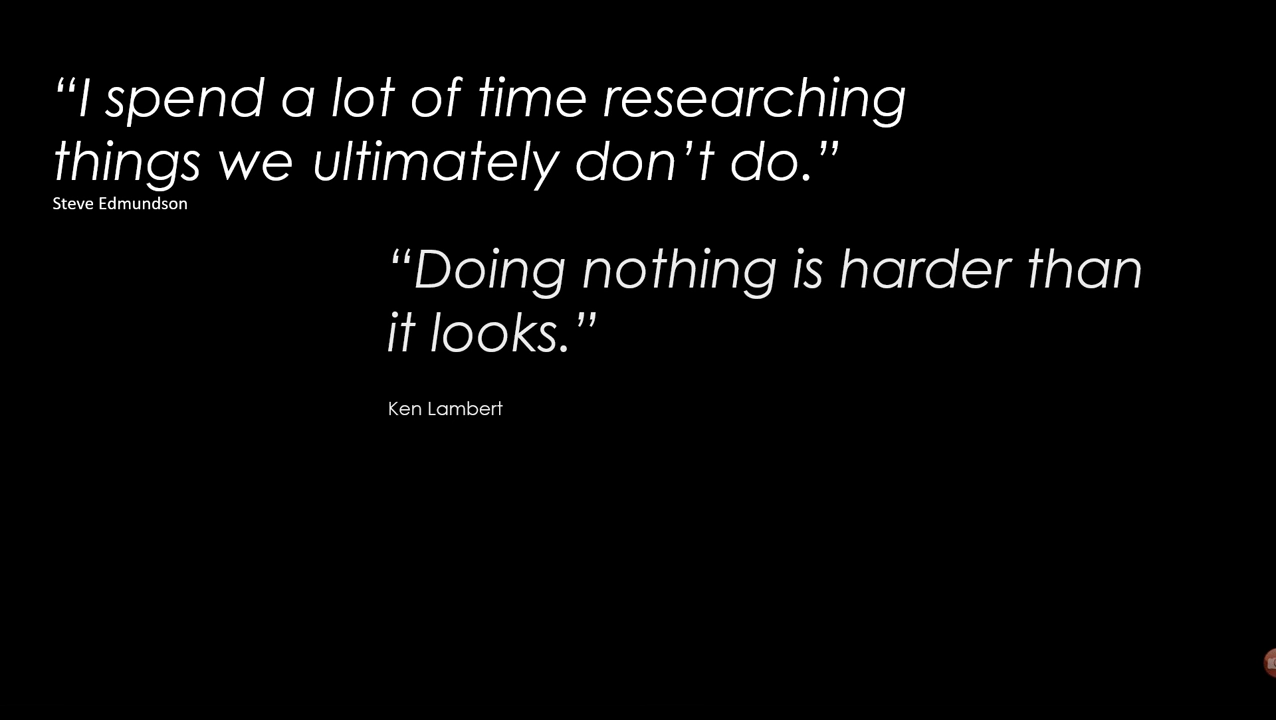 “I spend a lot of time researching
things we ultimately don’t do.”
Steve Edmundson
“Doing nothing is harder than
it looks.”
Ken Lambert